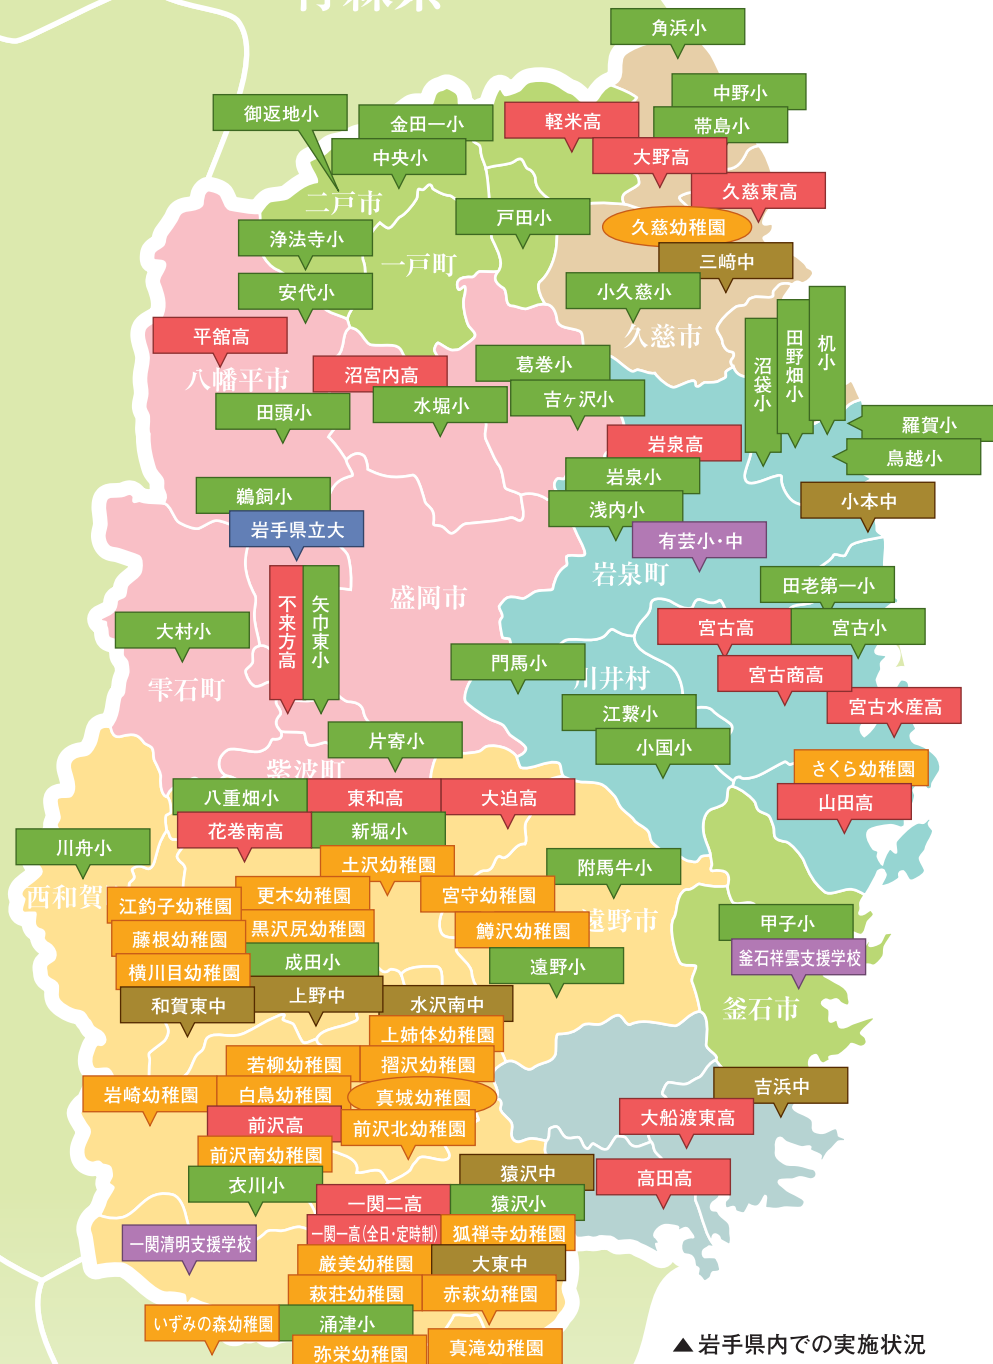 青森県
角浜小
中野小
御返地小
金田一小
軽米高
帯島小
中央小
大野高
久慈東高
二戸市
戸田小
久慈幼稚園
浄法寺小
三﨑中
一戸町
安代小
小久慈小
平舘高
久慈市
沼袋小
田野畑小
机小
沼宮内高
葛巻小
八幡平市
田頭小
水堀小
吉ヶ沢小
羅賀小
岩泉高
鳥越小
岩泉小
鵜飼小
浅内小
小本中
岩手県立大
有芸小・中
岩泉町
田老第一小
不来方高
矢巾東小
盛岡市
大村小
宮古高
宮古小
門馬小
川井村
宮古商高
雫石町
宮古水産高
江繋小
片寄小
小国小
紫波町
さくら幼稚園
八重畑小
東和高
大迫高
山田高
花巻南高
新堀小
川舟小
土沢幼稚園
附馬牛小
西和賀
更木幼稚園
宮守幼稚園
江釣子幼稚園
黒沢尻幼稚園
鱒沢幼稚園
遠野市
甲子小
藤根幼稚園
成田小
遠野小
釜石祥雲支援学校
横川目幼稚園
和賀東中
上野中
水沢南中
釜石市
上姉体幼稚園
若柳幼稚園
摺沢幼稚園
岩崎幼稚園
白鳥幼稚園
真城幼稚園
吉浜中
前沢高
前沢北幼稚園
大船渡東高
前沢南幼稚園
猿沢中
高田高
衣川小
一関二高
猿沢小
一関清明支援学校
一関一高(全日・定時制)
狐禅寺幼稚園
厳美幼稚園
大東中
萩荘幼稚園
赤萩幼稚園
いずみの森幼稚園
涌津小
弥栄幼稚園
真滝幼稚園
▲岩手県内での実施状況